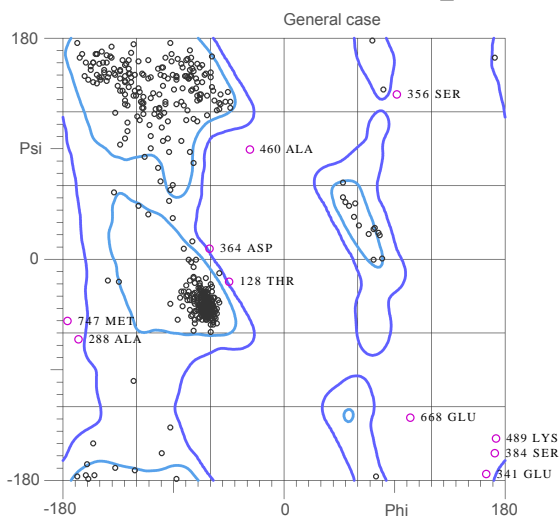 General case
180
356 SER
Psi
460 ALA
364 ASP
0
128 THR
747 MET
288 ALA
668 GLU
489 LYS
384 SER
341 GLU
-180
-180
0
Phi
180